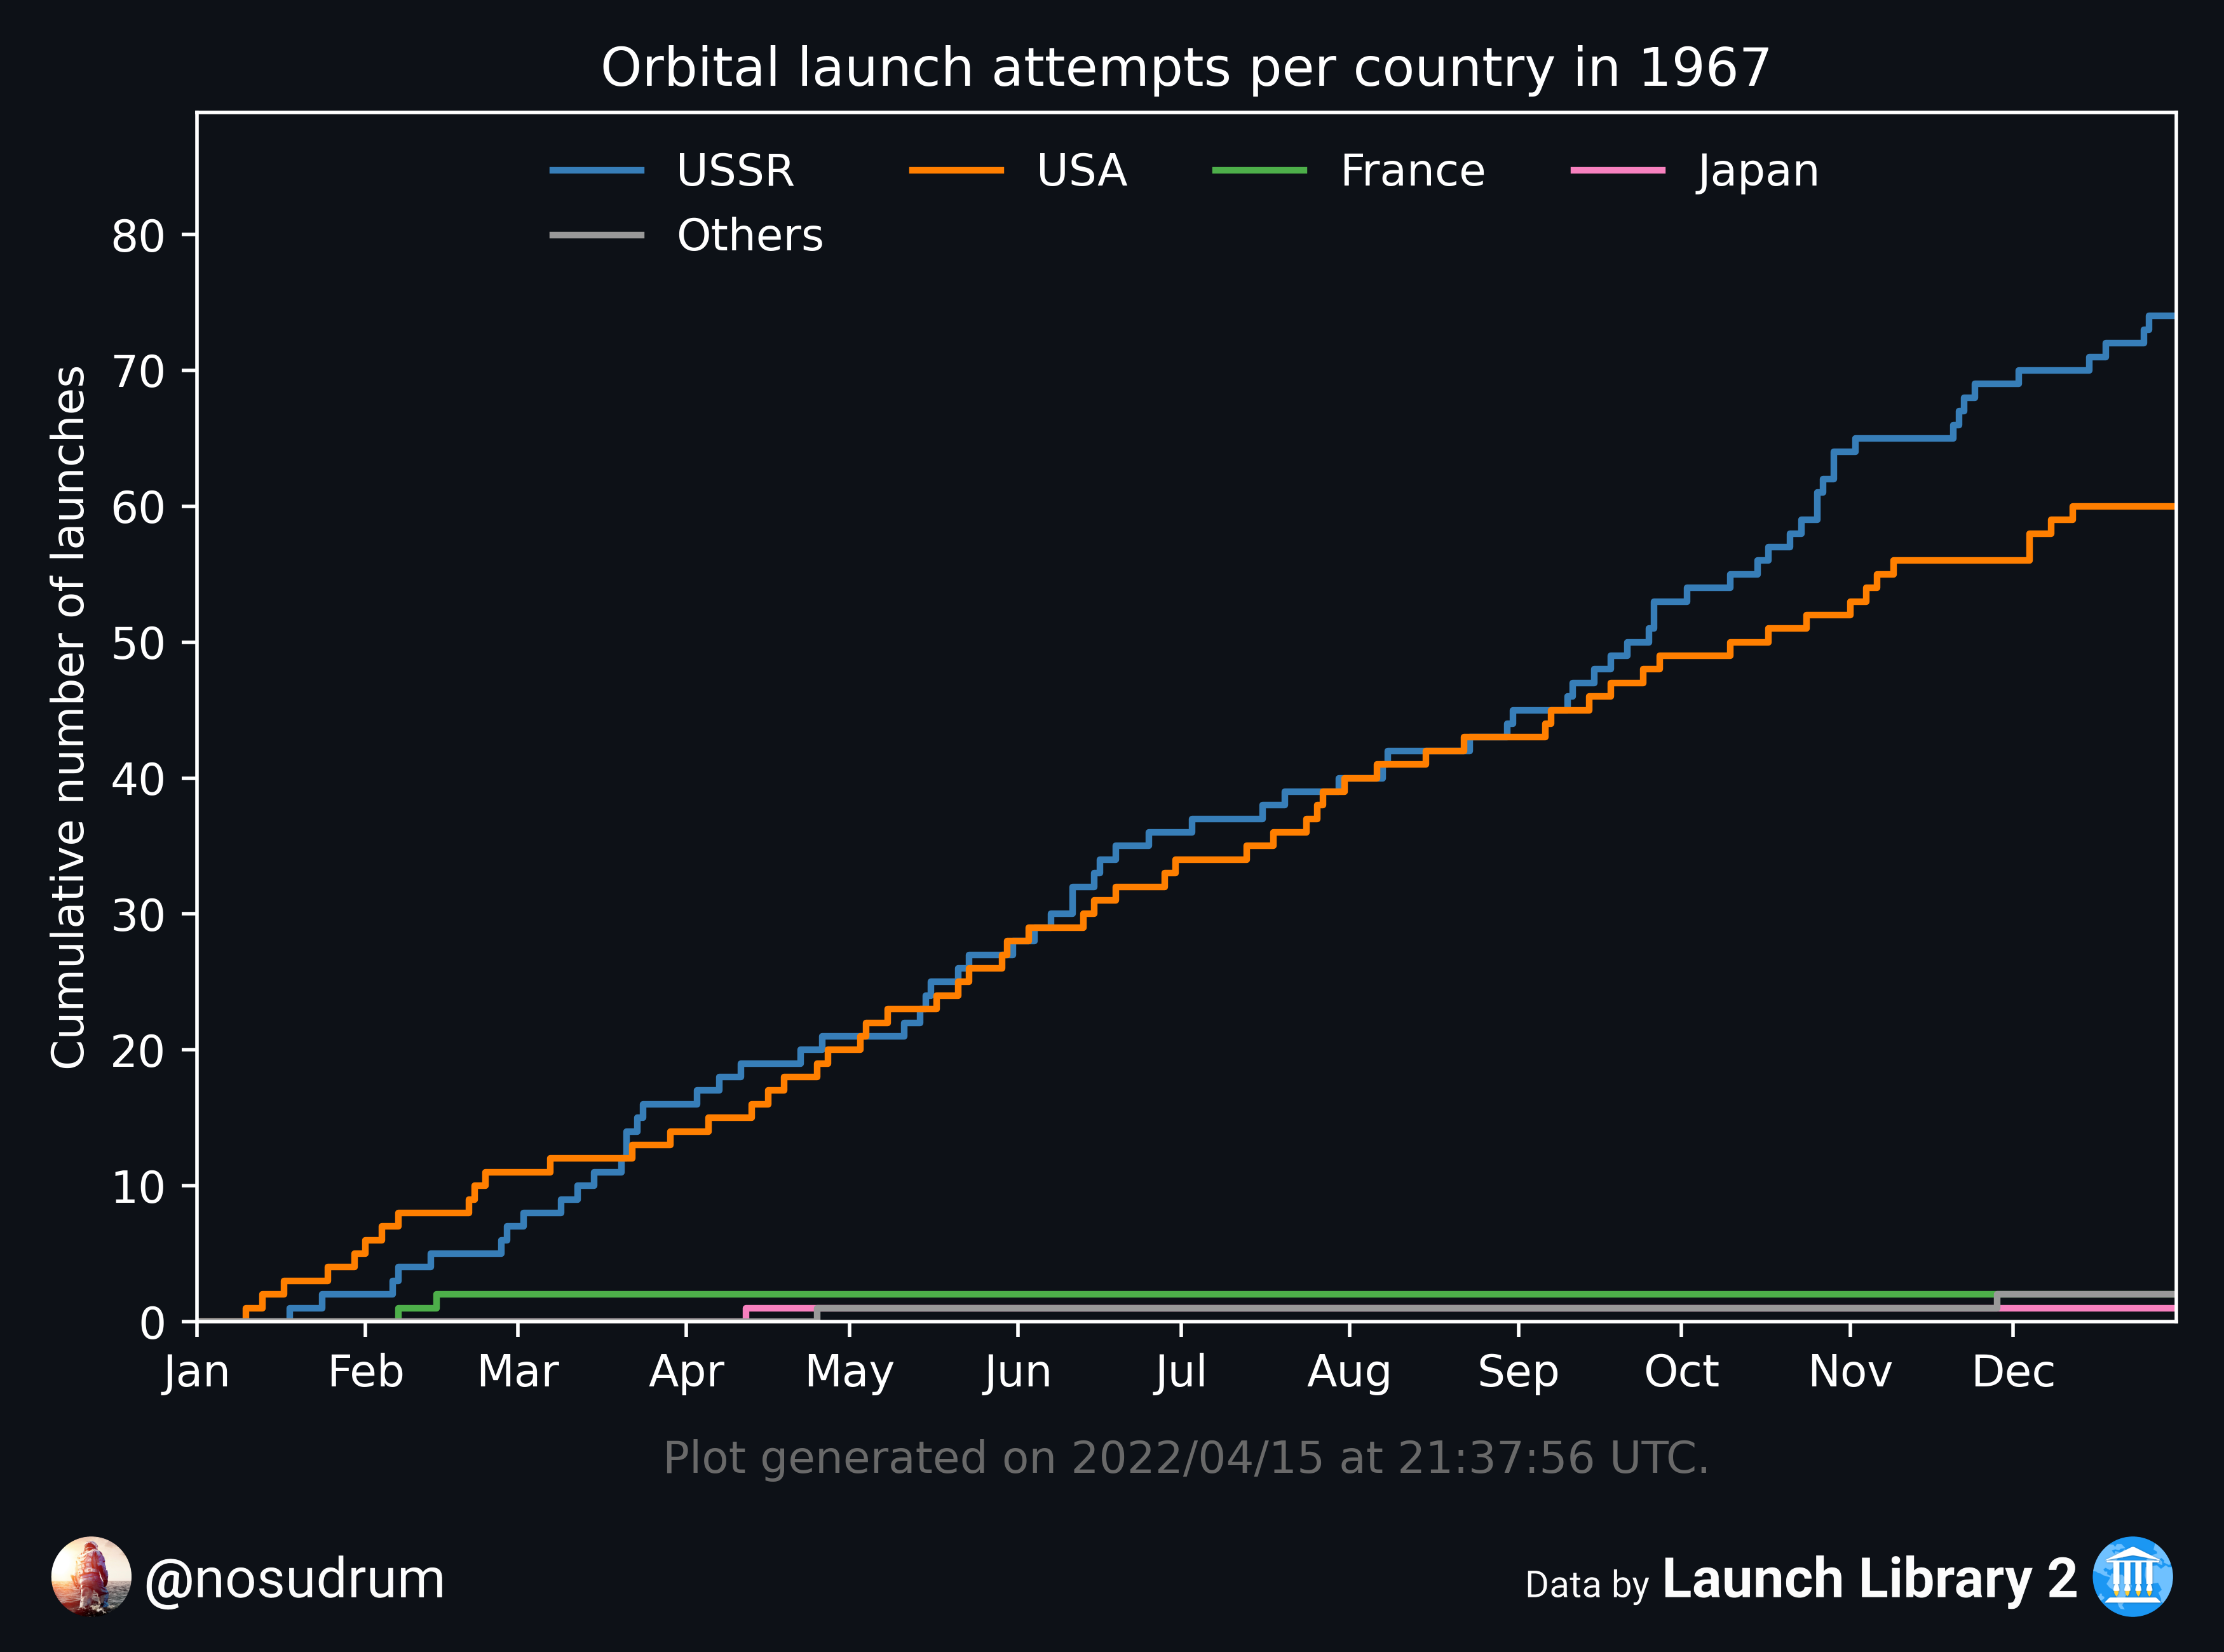 Orbital launch attempts per country in 1967
USSR USA France Japan
Others
Cumulative number of launches
80
70
60
50
40
30
20
10
0
Jan Feb Mar Apr May Jun Jul Aug Sep Oct Nov Dec
Plot generated on 2022/04/15 at 21:37:56 UTC.
@nosudrum
Data by Launch Library 2